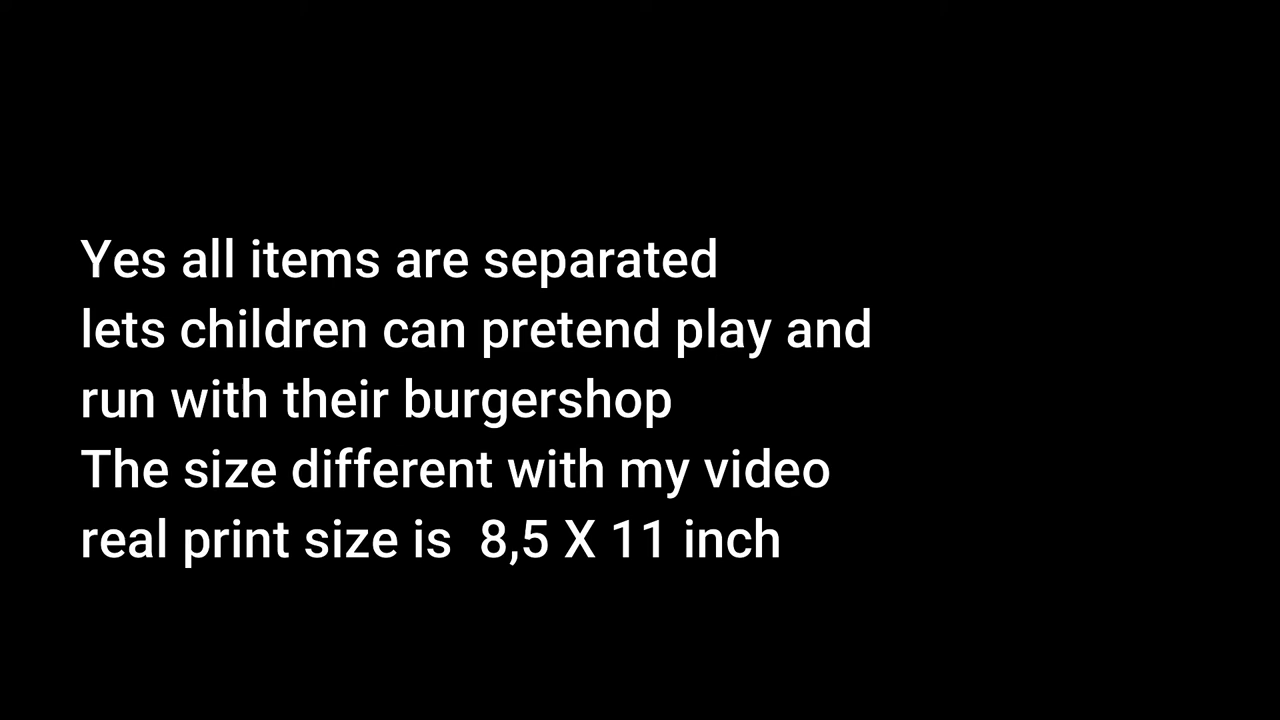 Yes all items are separated
lets children can pretend play and
run with their burgershop
The size different with my video
real print size is  8,5 X 11 inch